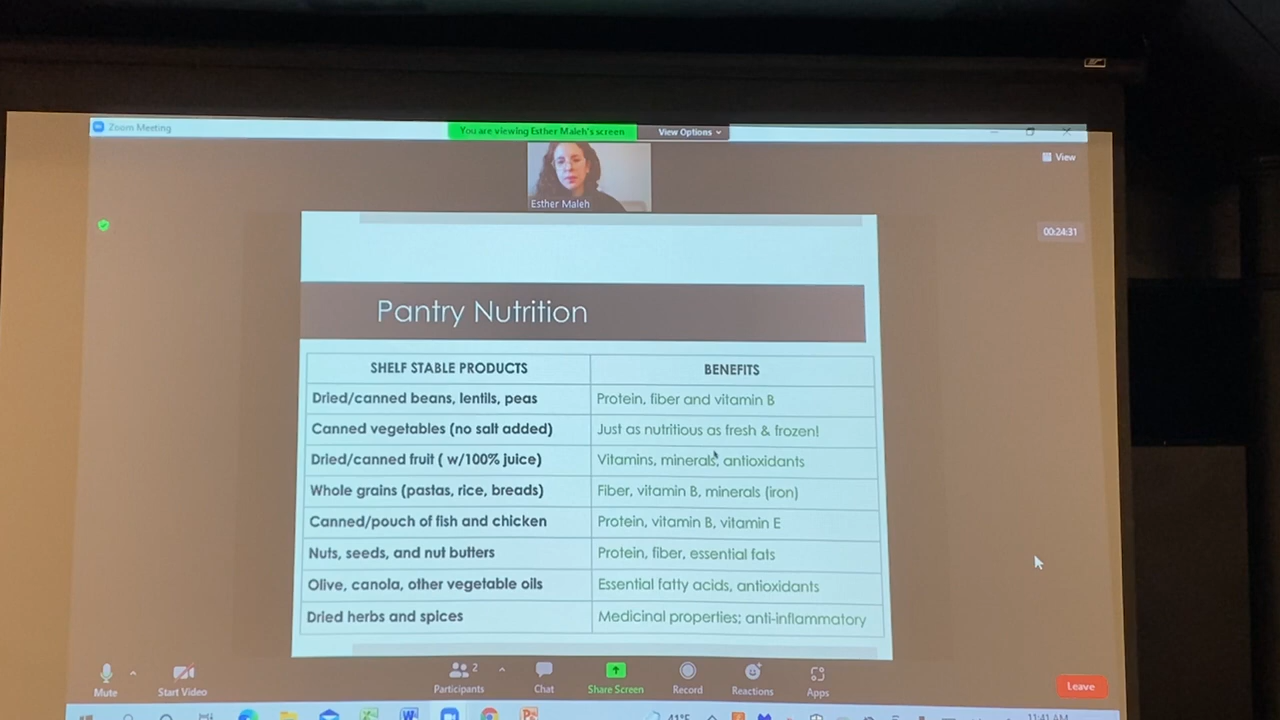 Zoom Meeting
You are viewing Esther Maleh's screen
View Options
View
Esther Maleh
00:24:31
Pantry Nutrition
SHELF STABLE PRODUCTS BENEFITS
Dried/canned beans, lentils, peas Protein, fiber and vitamin B
Canned vegetables (no salt added) Just as nutritious as fresh & frozen!
Dried/canned fruit ( w/100% juice) Vitamins, minerals, antioxidants
Whole grains (pastas, rice, breads) Fiber, vitamin B, minerals (iron)
Canned/pouch of fish and chicken Protein, vitamin B, vitamin E
Nuts, seeds, and nut butters Protein, fiber, essential fats
Olive, canola, other vegetable oils Essential fatty acids, antioxidants
Dried herbs and spices Medicinal properties; anti-inflammatory
Mute
Start Video
Participants 2
Chat
Share Screen
Record
Reactions
Apps
Leave
41°F
11:41 AM